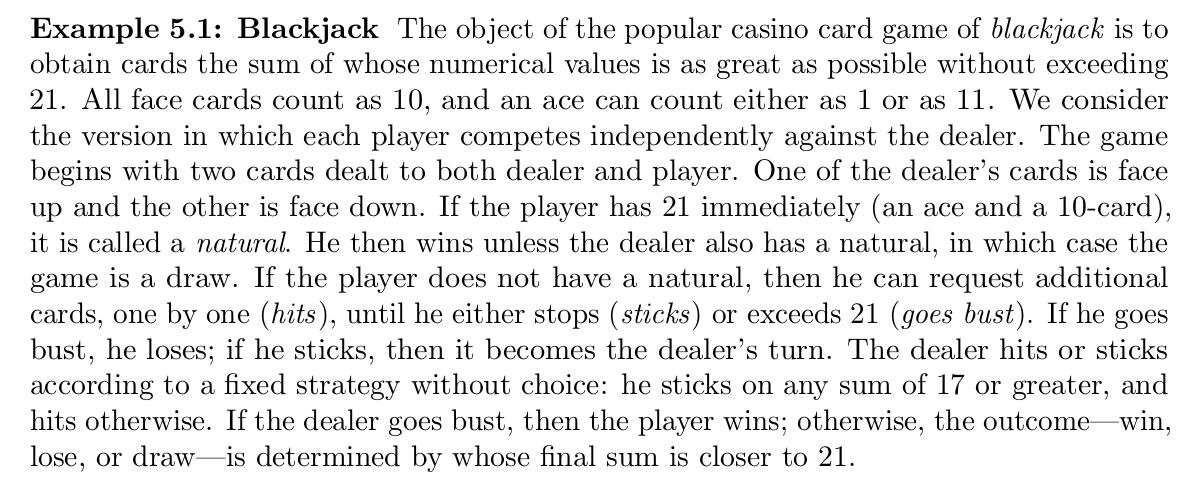 Example 5.1: Blackjack The object of the popular casino card game of blackjack is to
obtain cards the sum of whose numerical values is as great as possible without exceeding
21. All face cards count as 10, and an ace can count either as 1 or as 11. We consider
the version in which each player competes independently against the dealer. The game
begins with two cards dealt to both dealer and player. One of the dealer's cards is face
up and the other is face down. If the player has 21 immediately (an ace and a 10-card),
it is called a natural. He then wins unless the dealer also has a natural, in which case the
game is a draw. If the player does not have a natural, then he can request additional
cards, one by one (hits), until he either stops (sticks) or exceeds 21 (goes bust). If he goes
bust, he loses; if he sticks, then it becomes the dealer's turn. The dealer hits or sticks
according to a fixed strategy without choice: he sticks on any sum of 17 or greater, and
hits otherwise. If the dealer goes bust, then the player wins; otherwise, the outcome—win,
lose, or draw—is determined by whose final sum is closer to 21.